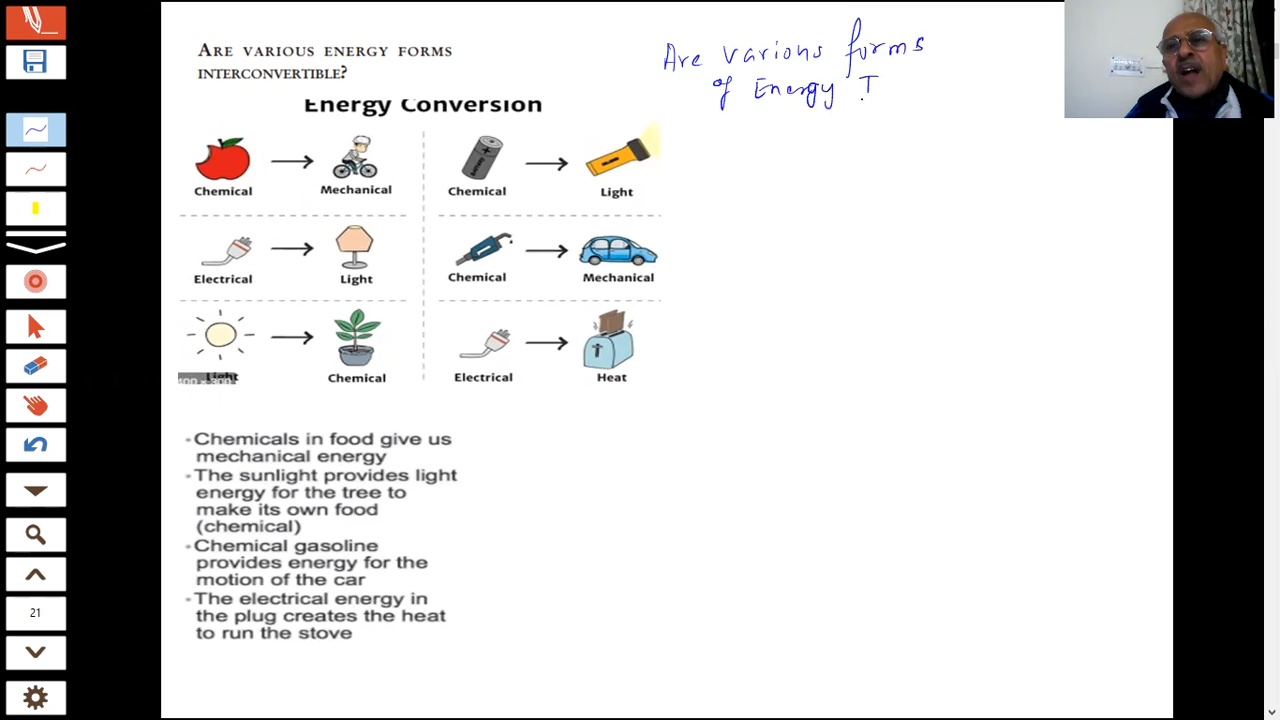 ARE VARIOUS ENERGY FORMS
INTERCONVERTIBLE?
Are various forms
of Energy I
Energy Conversion
Chemical
Mechanical
Chemical
Light
Electrical
Light
Chemical
Mechanical
Light
Chemical
Electrical
Heat
Chemicals in food give us
mechanical energy
The sunlight provides light
energy for the tree to
make its own food
(chemical)
Chemical gasoline
provides energy for the
motion of the car
The electrical energy in
the plug creates the heat
to run the stove
21